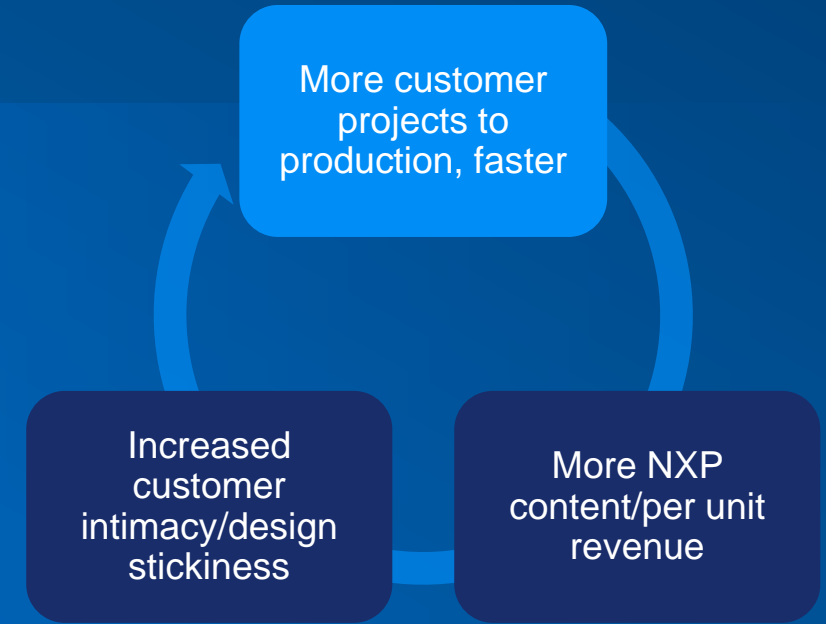 More customer
projects to
production, faster
Increased
customer
intimacy/design
stickiness
More NXP
content/per unit
revenue